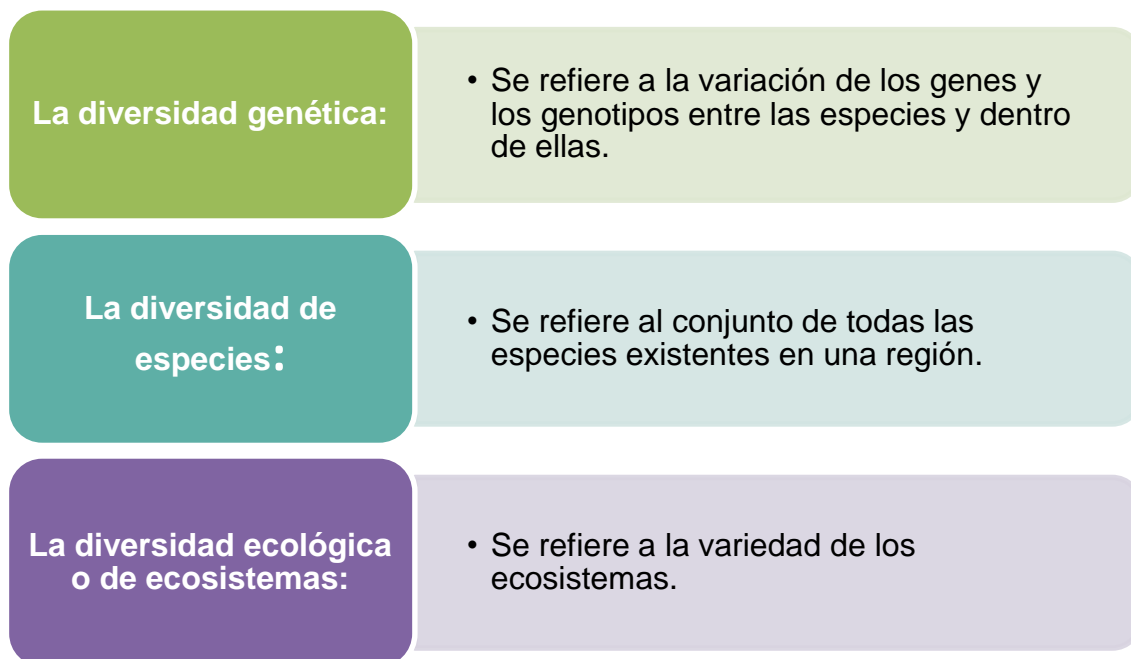 La diversidad genética:
• Se refiere a la variación de los genes y
los genotipos entre las especies y dentro
de ellas.
La diversidad de
especies:
• Se refiere al conjunto de todas las
especies existentes en una región.
La diversidad ecológica
o de ecosistemas:
• Se refiere a la variedad de los
ecosistemas.